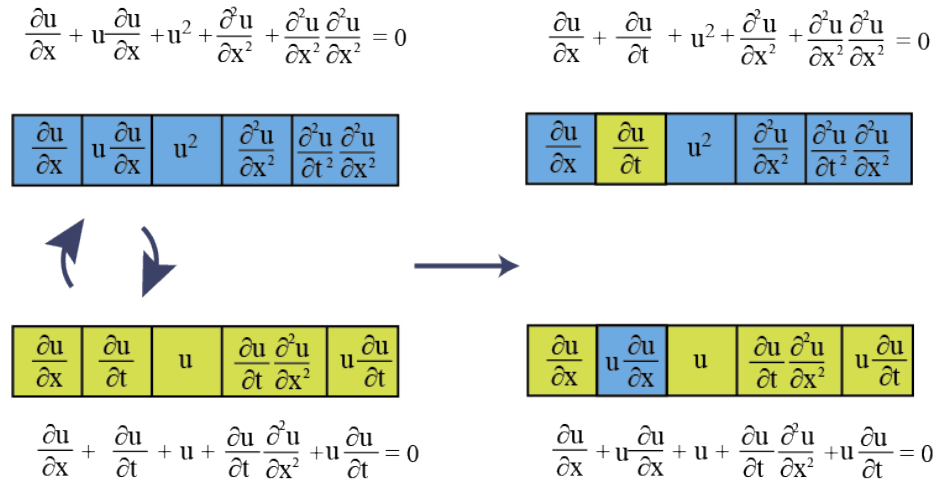 ∂u/∂x + u ∂u/∂x + u² + ∂²u/∂x² + ∂²u/∂x² ∂²u/∂x² = 0
∂u/∂x + ∂u/∂t + u² + ∂²u/∂x² + ∂²u/∂x² ∂²u/∂x² = 0
∂u/∂x u ∂u/∂x u² ∂²u/∂x² ∂²u/∂t² ∂²u/∂x²
∂u/∂x ∂u/∂t u² ∂²u/∂x² ∂²u/∂t² ∂²u/∂x²
∂u/∂x ∂u/∂t u ∂u/∂t ∂²u/∂x² u ∂u/∂t
∂u/∂x u ∂u/∂x u ∂u/∂t ∂²u/∂x² u ∂u/∂t
∂u/∂x + ∂u/∂t + u + ∂u/∂t ∂²u/∂x² + u ∂u/∂t = 0
∂u/∂x + u ∂u/∂x + u + ∂u/∂t ∂²u/∂x² + u ∂u/∂t = 0